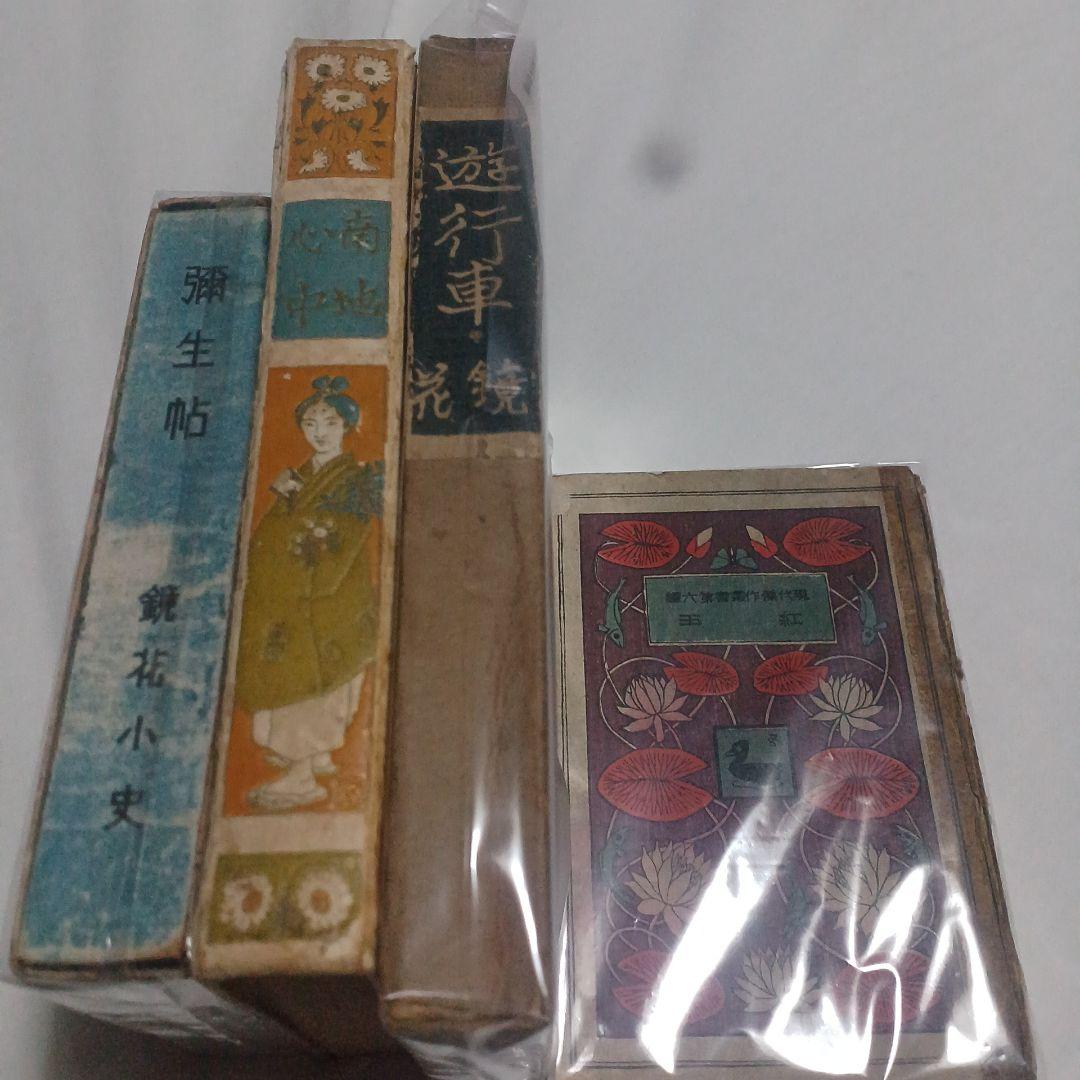 彌生帖
鏡花小史
南地
心中
遊行車・鏡花
現代傑作叢書第六編
紅玉